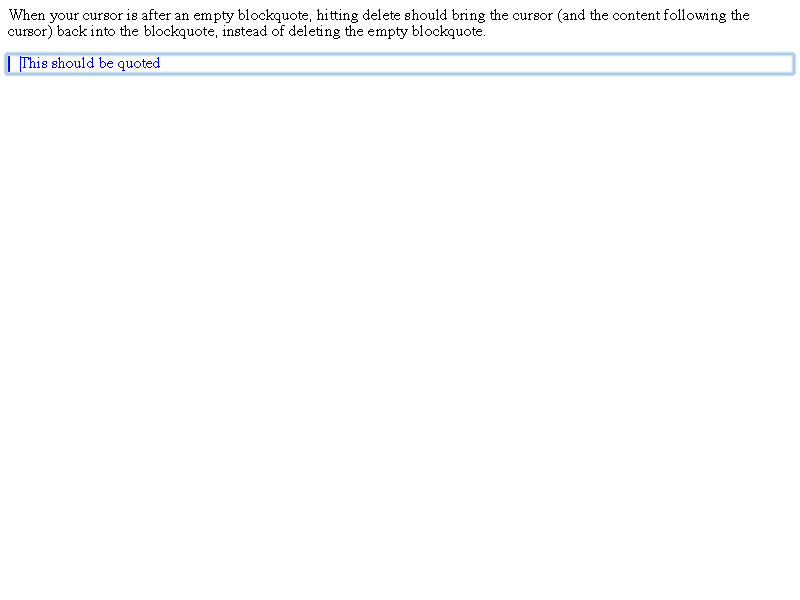 When your cursor is after an empty blockquote, hitting delete should bring the cursor (and the content following the
cursor) back into the blockquote, instead of deleting the empty blockquote.
This should be quoted